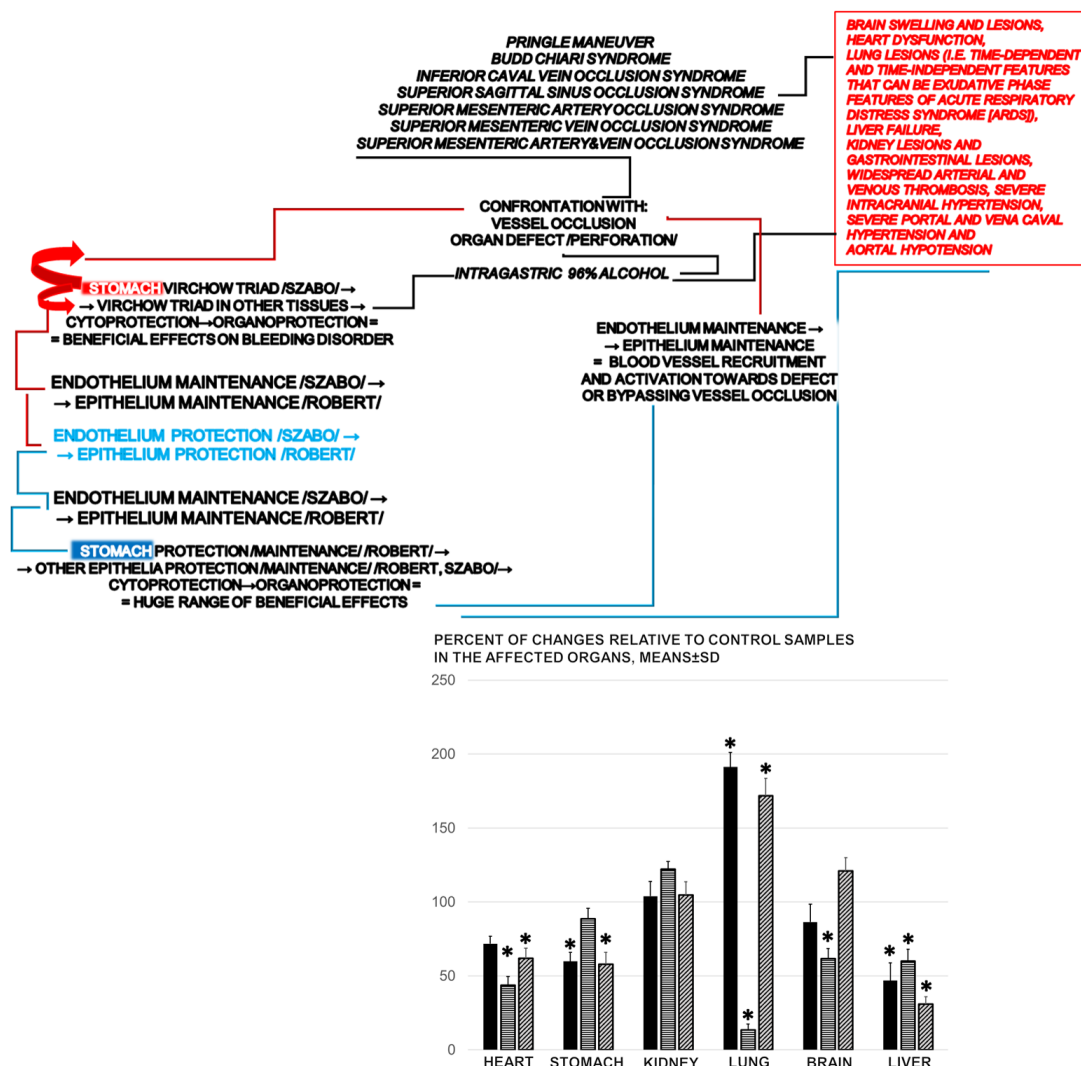 PRINGLE MANEUVER
BUDD CHIARI SYNDROME
INFERIOR CAVAL VEIN OCCLUSION SYNDROME
SUPERIOR SAGITTAL SINUS OCCLUSION SYNDROME
SUPERIOR MESENTERIC ARTERY OCCLUSION SYNDROME
SUPERIOR MESENTERIC VEIN OCCLUSION SYNDROME
SUPERIOR MESENTERIC ARTERY&VEIN OCCLUSION SYNDROME
BRAIN SWELLING AND LESIONS,
HEART DYSFUNCTION,
LUNG LESIONS (I.E. TIME-DEPENDENT
AND TIME-INDEPENDENT FEATURES
THAT CAN BE EXUDATIVE PHASE
FEATURES OF ACUTE RESPIRATORY
DISTRESS SYNDROME [ARDS]),
LIVER FAILURE,
KIDNEY LESIONS AND
GASTROINTESTINAL LESIONS,
WIDESPREAD ARTERIAL AND
VENOUS THROMBOSIS, SEVERE
INTRACRANIAL HYPERTENSION,
SEVERE PORTAL AND VENA CAVAL
HYPERTENSION AND
AORTAL HYPOTENSION
CONFRONTATION WITH:
VESSEL OCCLUSION
ORGAN DEFECT /PERFORATION/
INTRAGASTRIC 96% ALCOHOL
STOMACH VIRCHOW TRIAD /SZABO/ →
→ VIRCHOW TRIAD IN OTHER TISSUES →
CYTOPROTECTION→ORGANOPROTECTION =
= BENEFICIAL EFFECTS ON BLEEDING DISORDER
ENDOTHELIUM MAINTENANCE →
→ EPITHELIUM MAINTENANCE
= BLOOD VESSEL RECRUITMENT
AND ACTIVATION TOWARDS DEFECT
OR BYPASSING VESSEL OCCLUSION
ENDOTHELIUM MAINTENANCE /SZABO/ →
→ EPITHELIUM MAINTENANCE /ROBERT/
ENDOTHELIUM PROTECTION /SZABO/ →
→ EPITHELIUM PROTECTION /ROBERT/
ENDOTHELIUM MAINTENANCE /SZABO/ →
→ EPITHELIUM MAINTENANCE /ROBERT/
STOMACH PROTECTION /MAINTENANCE/ /ROBERT/ →
→ OTHER EPITHELIA PROTECTION /MAINTENANCE/ /ROBERT, SZABO/→
CYTOPROTECTION→ORGANOPROTECTION =
= HUGE RANGE OF BENEFICIAL EFFECTS
PERCENT OF CHANGES RELATIVE TO CONTROL SAMPLES
IN THE AFFECTED ORGANS, MEANS±SD
250
200
150
100
50
0
* * * * * * * * * * *
HEART STOMACH KIDNEY LUNG BRAIN LIVER